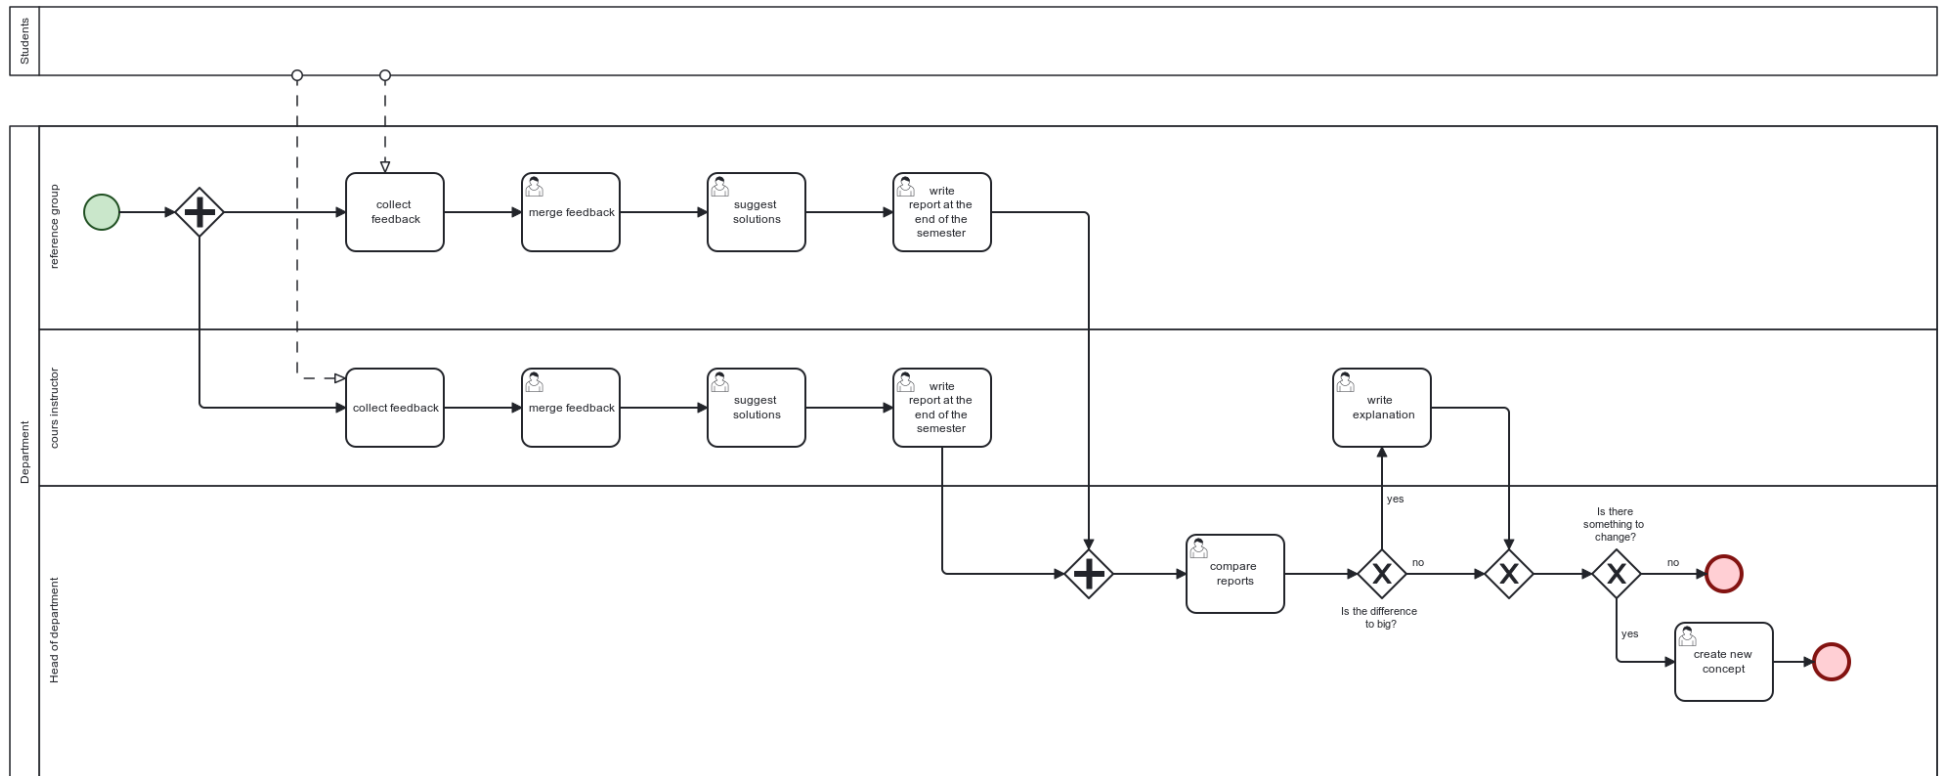 Students
Department
reference group
collect
feedback
merge feedback
suggest
solutions
write
report at the
end of the
semester
cours instructor
collect feedback
merge feedback
suggest
solutions
write
report at the
end of the
semester
write
explanation
Head of department
compare
reports
yes
no
Is the difference
to big?
Is there
something to
change?
no
yes
create new
concept